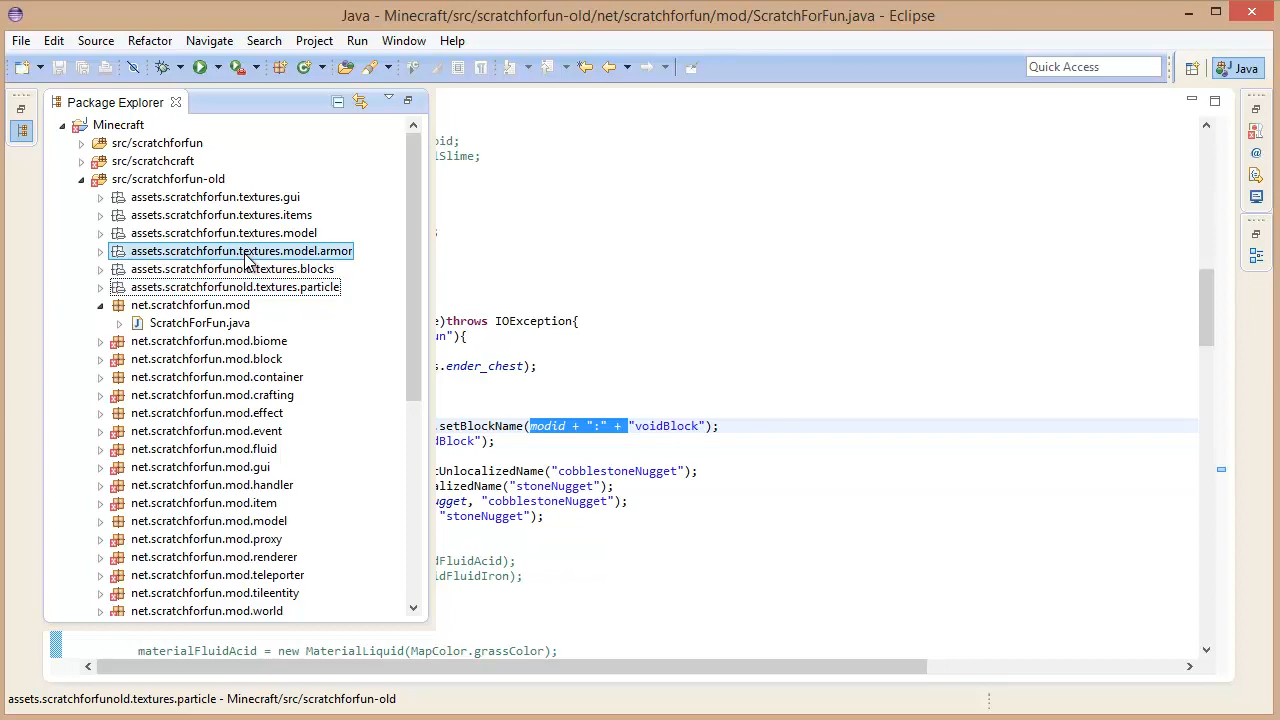 Java - Minecraft/src/scratchforfun-old/net/scratchforfun/mod/ScratchForFun.java - Eclipse
File Edit Source Refactor Navigate Search Project Run Window Help
Quick Access
Java
Package Explorer
Minecraft
src/scratchforfun
src/scratchcraft
src/scratchforfun-old
assets.scratchforfun.textures.gui
assets.scratchforfun.textures.items
assets.scratchforfun.textures.model
assets.scratchforfun.textures.model.armor
assets.scratchforfunold.textures.blocks
assets.scratchforfunold.textures.particle
net.scratchforfun.mod
ScratchForFun.java
net.scratchforfun.mod.biome
net.scratchforfun.mod.block
net.scratchforfun.mod.container
net.scratchforfun.mod.crafting
net.scratchforfun.mod.effect
net.scratchforfun.mod.event
net.scratchforfun.mod.fluid
net.scratchforfun.mod.gui
net.scratchforfun.mod.handler
net.scratchforfun.mod.item
net.scratchforfun.mod.model
net.scratchforfun.mod.proxy
net.scratchforfun.mod.renderer
net.scratchforfun.mod.teleporter
net.scratchforfun.mod.tileentity
net.scratchforfun.mod.world
oid;
lSlime;
s
e)throws IOException{
un"){
s.ender_chest);
.setBlockName(modid + ":" + "voidBlock");
dBlock");
tUnlocalizedName("cobblestoneNugget");
alizedName("stoneNugget");
ugget, "cobblestoneNugget");
"stoneNugget");
dFluidAcid);
idFluidIron);
materialFluidAcid = new MaterialLiquid(MapColor.grassColor);
assets.scratchforfunold.textures.particle - Minecraft/src/scratchforfun-old